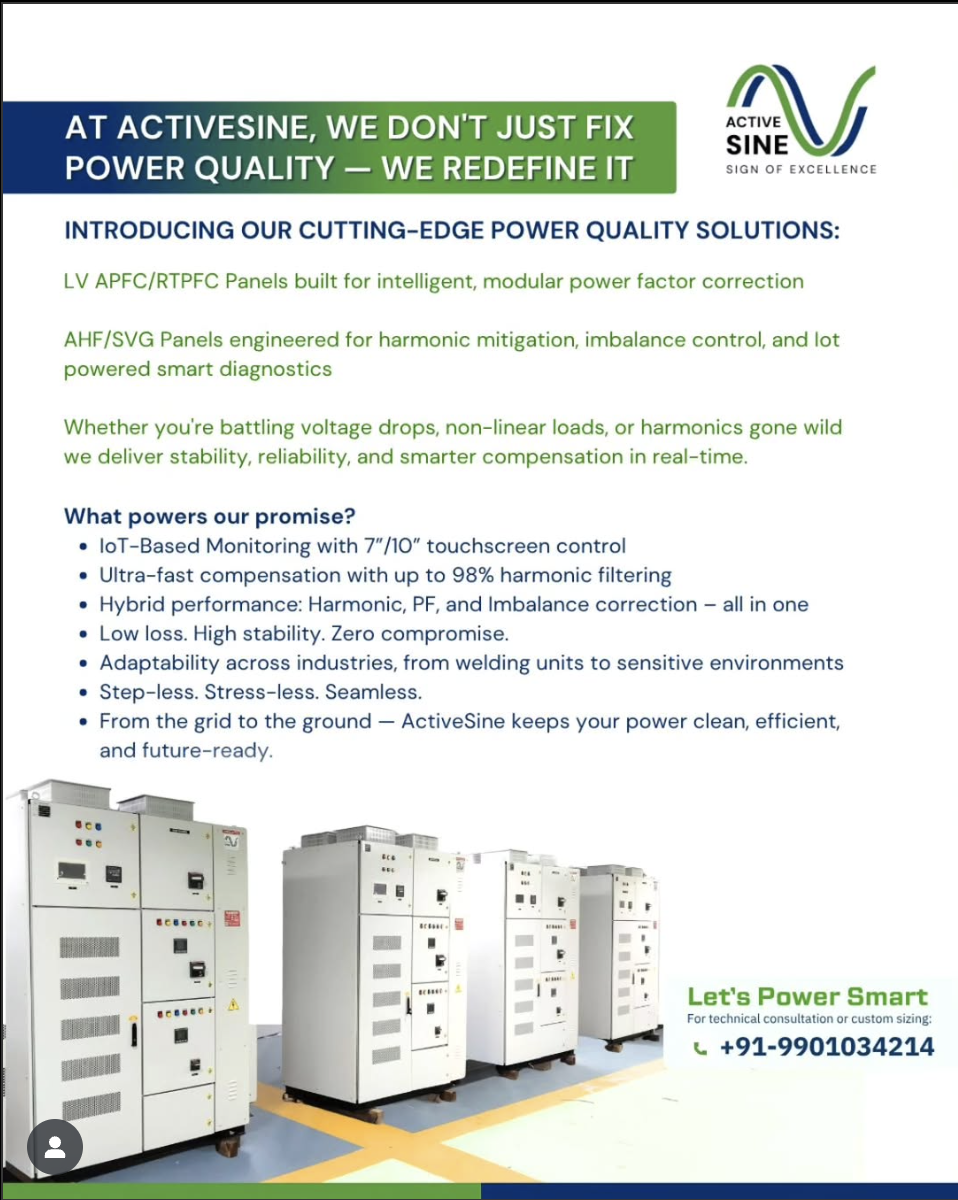 AT ACTIVESINE, WE DON'T JUST FIX
POWER QUALITY — WE REDEFINE IT
ACTIVE
SINE
SIGN OF EXCELLENCE
INTRODUCING OUR CUTTING-EDGE POWER QUALITY SOLUTIONS:
LV APFC/RTPFC Panels built for intelligent, modular power factor correction
AHF/SVG Panels engineered for harmonic mitigation, imbalance control, and Iot
powered smart diagnostics
Whether you're battling voltage drops, non-linear loads, or harmonics gone wild
we deliver stability, reliability, and smarter compensation in real-time.
What powers our promise?
• IoT-Based Monitoring with 7”/10” touchscreen control
• Ultra-fast compensation with up to 98% harmonic filtering
• Hybrid performance: Harmonic, PF, and Imbalance correction – all in one
• Low loss. High stability. Zero compromise.
• Adaptability across industries, from welding units to sensitive environments
• Step-less. Stress-less. Seamless.
• From the grid to the ground — ActiveSine keeps your power clean, efficient,
and future-ready.
Let's Power Smart
For technical consultation or custom sizing:
+91-9901034214